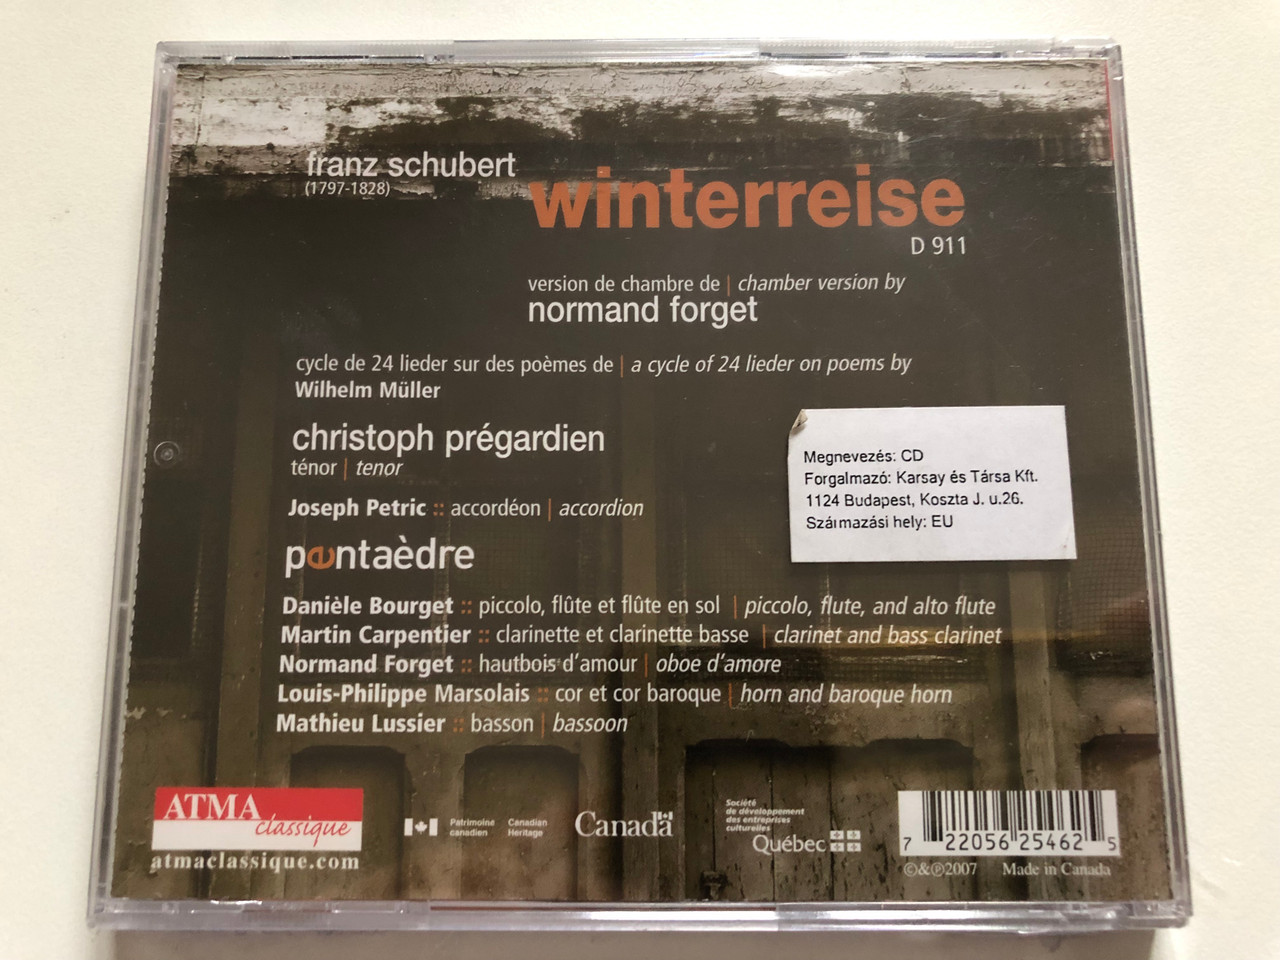 franz schubert
(1797-1828)
winterreise
D 911
version de chambre de | chamber version by
normand forget
cycle de 24 lieder sur des poèmes de | a cycle of 24 lieder on poems by
Wilhelm Müller
christoph prégardien
ténor | tenor
Joseph Petric :: accordéon | accordion
pentaèdre
Danièle Bourget :: piccolo, flûte et flûte en sol | piccolo, flute, and alto flute
Martin Carpentier :: clarinette et clarinette basse | clarinet and bass clarinet
Normand Forget :: hautbois d'amour | oboe d'amore
Louis-Philippe Marsolais :: cor et cor baroque | horn and baroque horn
Mathieu Lussier :: basson | bassoon
Megnevezés: CD
Forgalmazó: Karsay és Társa Kft.
1124 Budapest, Koszta J. u.26.
Származási hely: EU
ATMA
classique
atmaclassique.com
Patrimoine canadien
Canadian Heritage
Canada
Société
de développement
des entreprises
culturelles
Québec
7 22056 25462 5
©&℗2007 Made in Canada